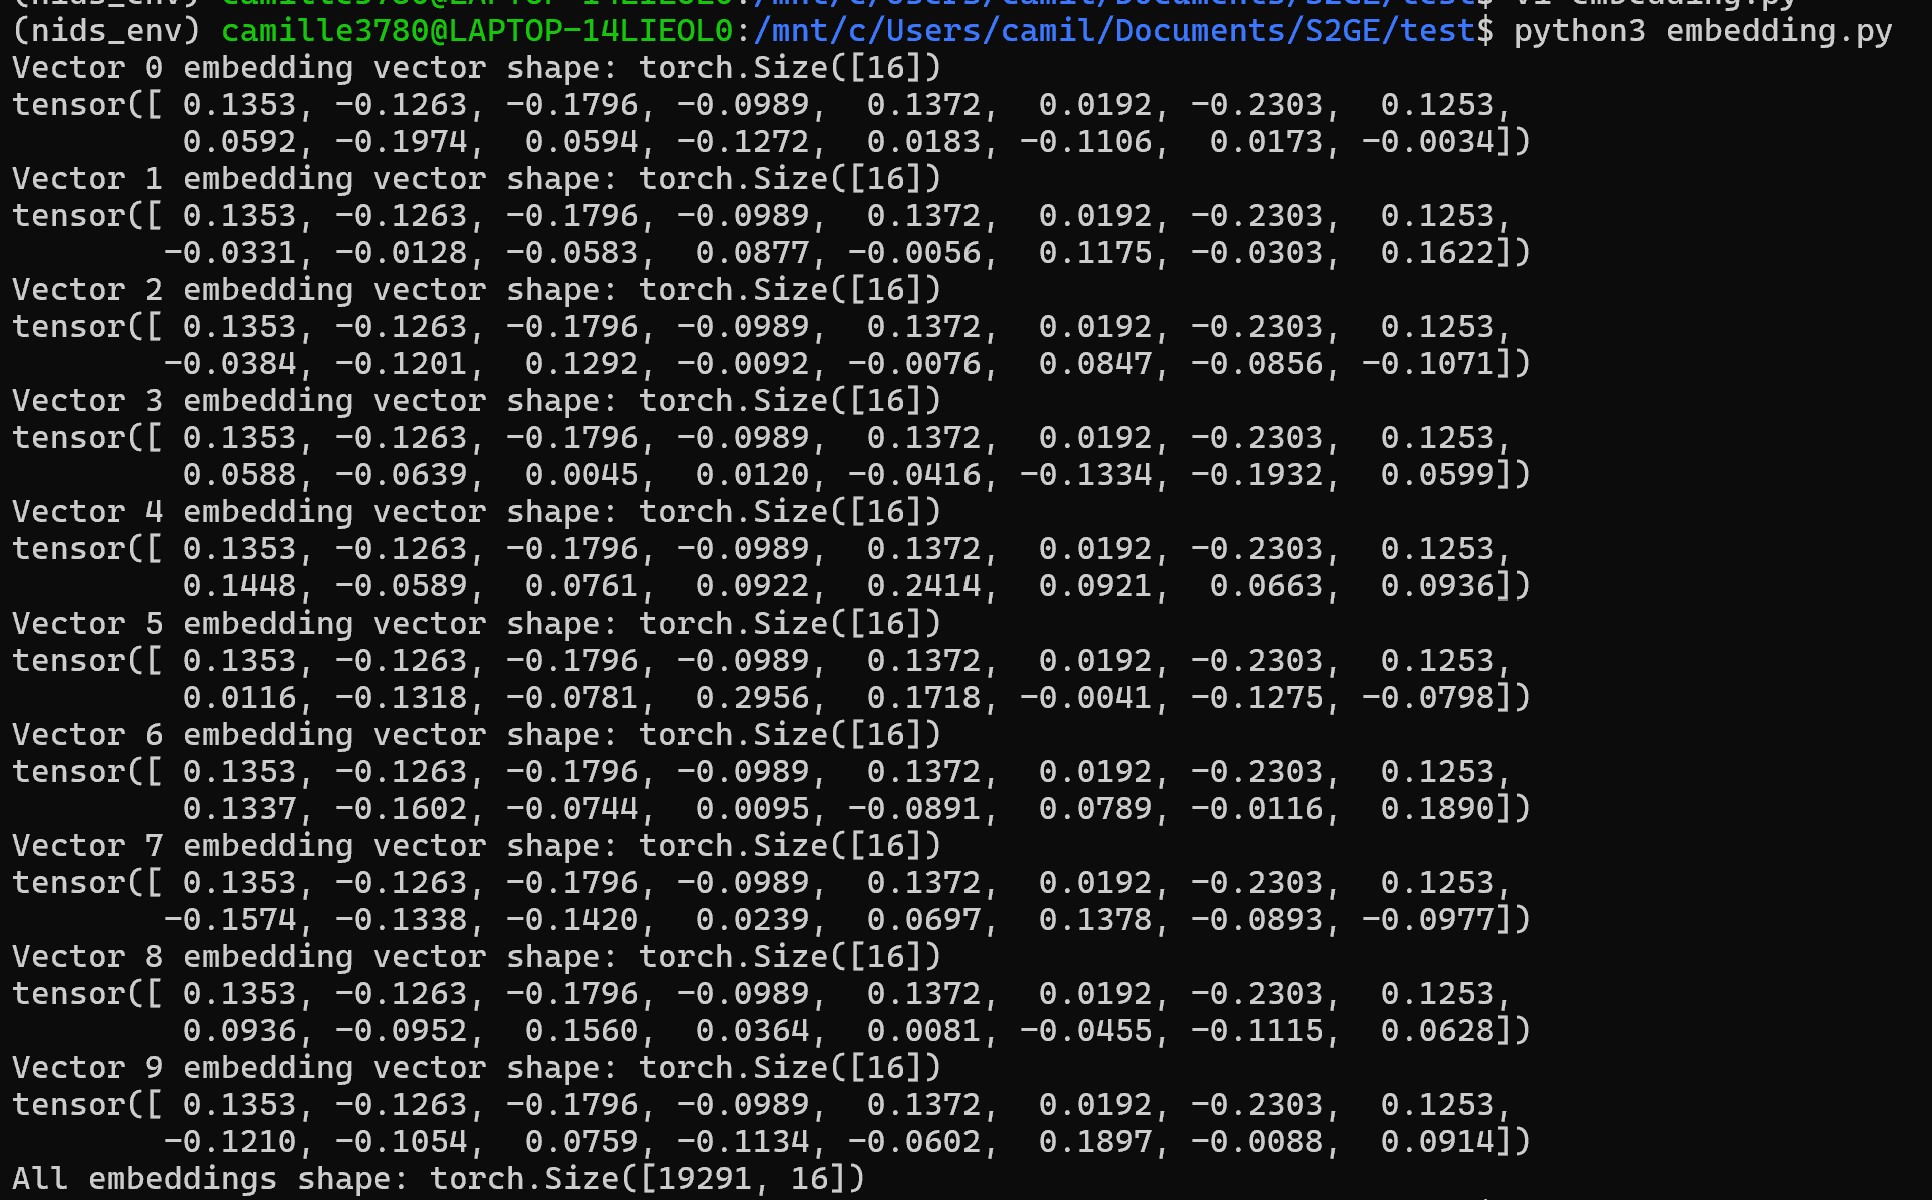 (nids_env) camille3780@LAPTOP-14LIEOL0:/mnt/c/Users/camil/Documents/S2GE/test$ vi embedding.py
(nids_env) camille3780@LAPTOP-14LIEOL0:/mnt/c/Users/camil/Documents/S2GE/test$ python3 embedding.py
Vector 0 embedding vector shape: torch.Size([16])
tensor([ 0.1353, -0.1263, -0.1796, -0.0989,  0.1372,  0.0192, -0.2303,  0.1253,
         0.0592, -0.1974,  0.0594, -0.1272,  0.0183, -0.1106,  0.0173, -0.0034])
Vector 1 embedding vector shape: torch.Size([16])
tensor([ 0.1353, -0.1263, -0.1796, -0.0989,  0.1372,  0.0192, -0.2303,  0.1253,
        -0.0331, -0.0128, -0.0583,  0.0877, -0.0056,  0.1175, -0.0303,  0.1622])
Vector 2 embedding vector shape: torch.Size([16])
tensor([ 0.1353, -0.1263, -0.1796, -0.0989,  0.1372,  0.0192, -0.2303,  0.1253,
        -0.0384, -0.1201,  0.1292, -0.0092, -0.0076,  0.0847, -0.0856, -0.1071])
Vector 3 embedding vector shape: torch.Size([16])
tensor([ 0.1353, -0.1263, -0.1796, -0.0989,  0.1372,  0.0192, -0.2303,  0.1253,
         0.0588, -0.0639,  0.0045,  0.0120, -0.0416, -0.1334, -0.1932,  0.0599])
Vector 4 embedding vector shape: torch.Size([16])
tensor([ 0.1353, -0.1263, -0.1796, -0.0989,  0.1372,  0.0192, -0.2303,  0.1253,
         0.1448, -0.0589,  0.0761,  0.0922,  0.2414,  0.0921,  0.0663,  0.0936])
Vector 5 embedding vector shape: torch.Size([16])
tensor([ 0.1353, -0.1263, -0.1796, -0.0989,  0.1372,  0.0192, -0.2303,  0.1253,
         0.0116, -0.1318, -0.0781,  0.2956,  0.1718, -0.0041, -0.1275, -0.0798])
Vector 6 embedding vector shape: torch.Size([16])
tensor([ 0.1353, -0.1263, -0.1796, -0.0989,  0.1372,  0.0192, -0.2303,  0.1253,
         0.1337, -0.1602, -0.0744,  0.0095, -0.0891,  0.0789, -0.0116,  0.1890])
Vector 7 embedding vector shape: torch.Size([16])
tensor([ 0.1353, -0.1263, -0.1796, -0.0989,  0.1372,  0.0192, -0.2303,  0.1253,
        -0.1574, -0.1338, -0.1420,  0.0239,  0.0697,  0.1378, -0.0893, -0.0977])
Vector 8 embedding vector shape: torch.Size([16])
tensor([ 0.1353, -0.1263, -0.1796, -0.0989,  0.1372,  0.0192, -0.2303,  0.1253,
         0.0936, -0.0952,  0.1560,  0.0364,  0.0081, -0.0455, -0.1115,  0.0628])
Vector 9 embedding vector shape: torch.Size([16])
tensor([ 0.1353, -0.1263, -0.1796, -0.0989,  0.1372,  0.0192, -0.2303,  0.1253,
        -0.1210, -0.1054,  0.0759, -0.1134, -0.0602,  0.1897, -0.0088,  0.0914])
All embeddings shape: torch.Size([19291, 16])